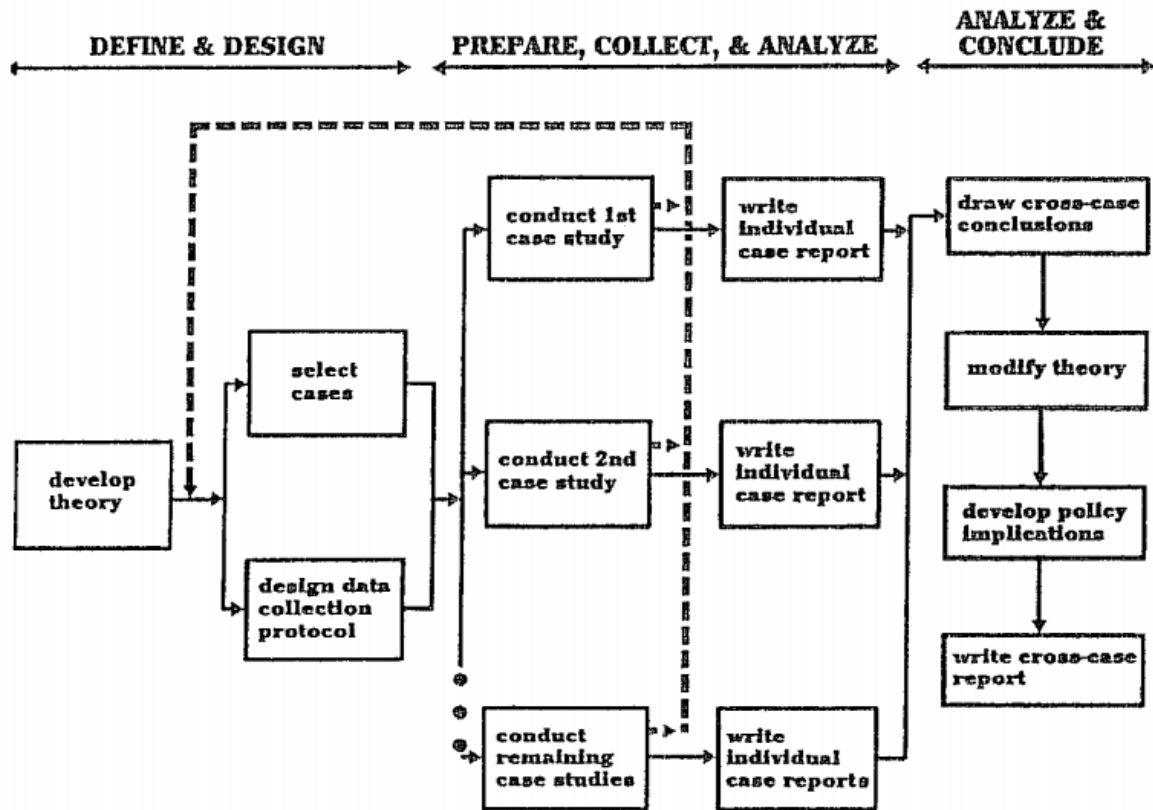 DEFINE & DESIGN
PREPARE, COLLECT, & ANALYZE
ANALYZE &
CONCLUDE
develop
theory
select
cases
design data
collection
protocol
conduct 1st
case study
write
individual
case report
conduct 2nd
case study
write
individual
case report
conduct
remaining
case studies
write
individual
case reports
draw cross-case
conclusions
modify theory
develop policy
implications
write cross-case
report